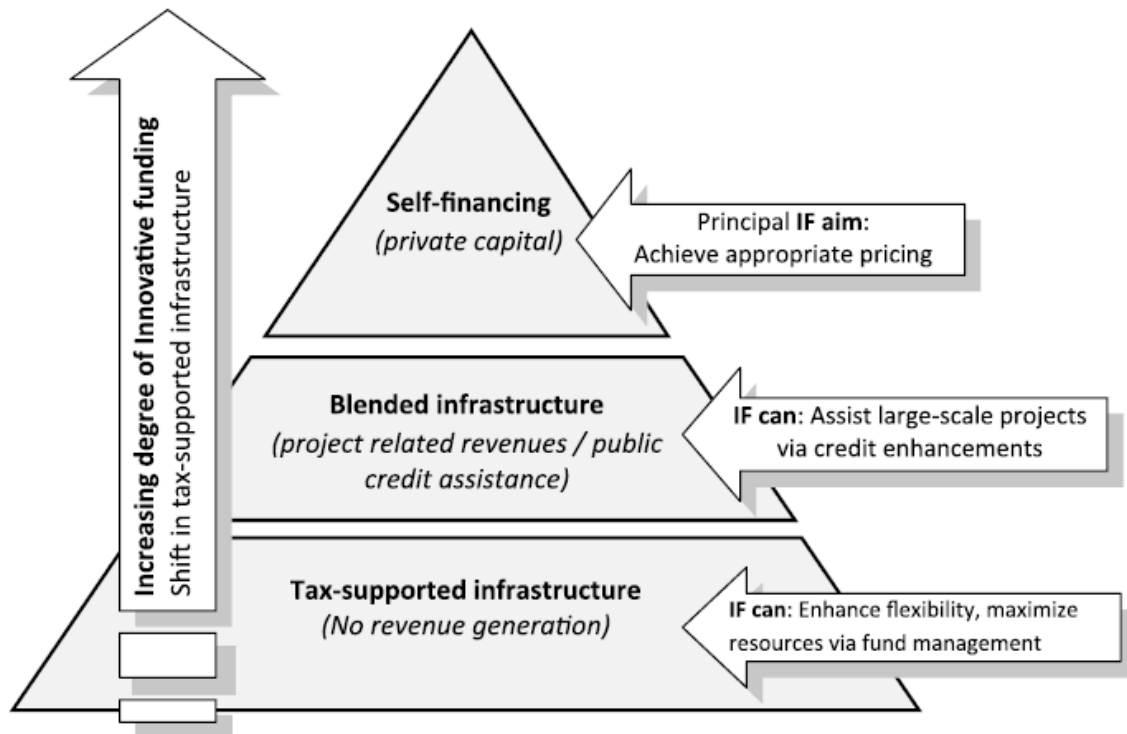 Increasing degree of Innovative funding
Shift in tax-supported infrastructure
Self-financing
(private capital)
Principal IF aim:
Achieve appropriate pricing
Blended infrastructure
(project related revenues / public
credit assistance)
IF can: Assist large-scale projects
via credit enhancements
Tax-supported infrastructure
(No revenue generation)
IF can: Enhance flexibility, maximize
resources via fund management